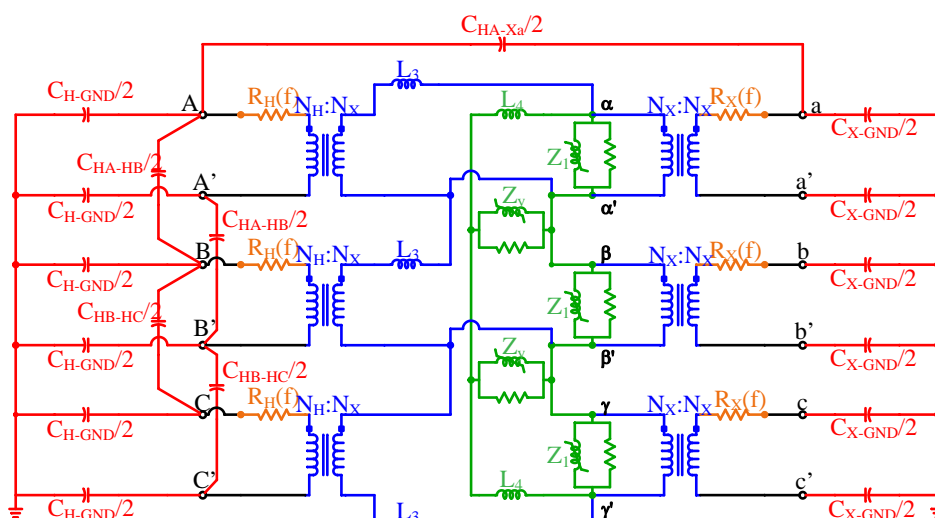 C_HA-Xa/2
C_H-GND/2 A R_H(f) N_H:N_X L_3 L_4 α N_X:N_X R_X(f) a C_X-GND/2
C_HA-HB/2 Z_1
C_H-GND/2 A' Z_y α' a' C_X-GND/2
C_HA-HB/2
B R_H(f) N_H:N_X L_3 β N_X:N_X R_X(f) b
C_H-GND/2 C_X-GND/2
C_HB-HC/2 Z_1
B' β' b'
C_H-GND/2 C_HB-HC/2 Z_y C_X-GND/2
C R_H(f) N_H:N_X γ N_X:N_X R_X(f) c
C_H-GND/2 C_X-GND/2
Z_1
C' L_4 c'
C_H-GND/2 L_3 γ' C_X-GND/2